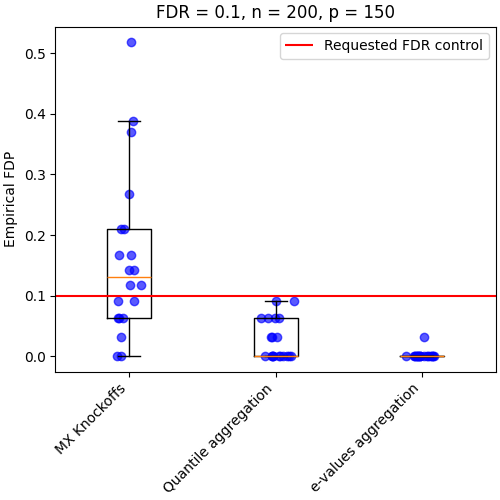 FDR = 0.1, n = 200, p = 150
Requested FDR control
Empirical FDP
0.5
0.4
0.3
0.2
0.1
0.0
MX Knockoffs
Quantile aggregation
e-values aggregation